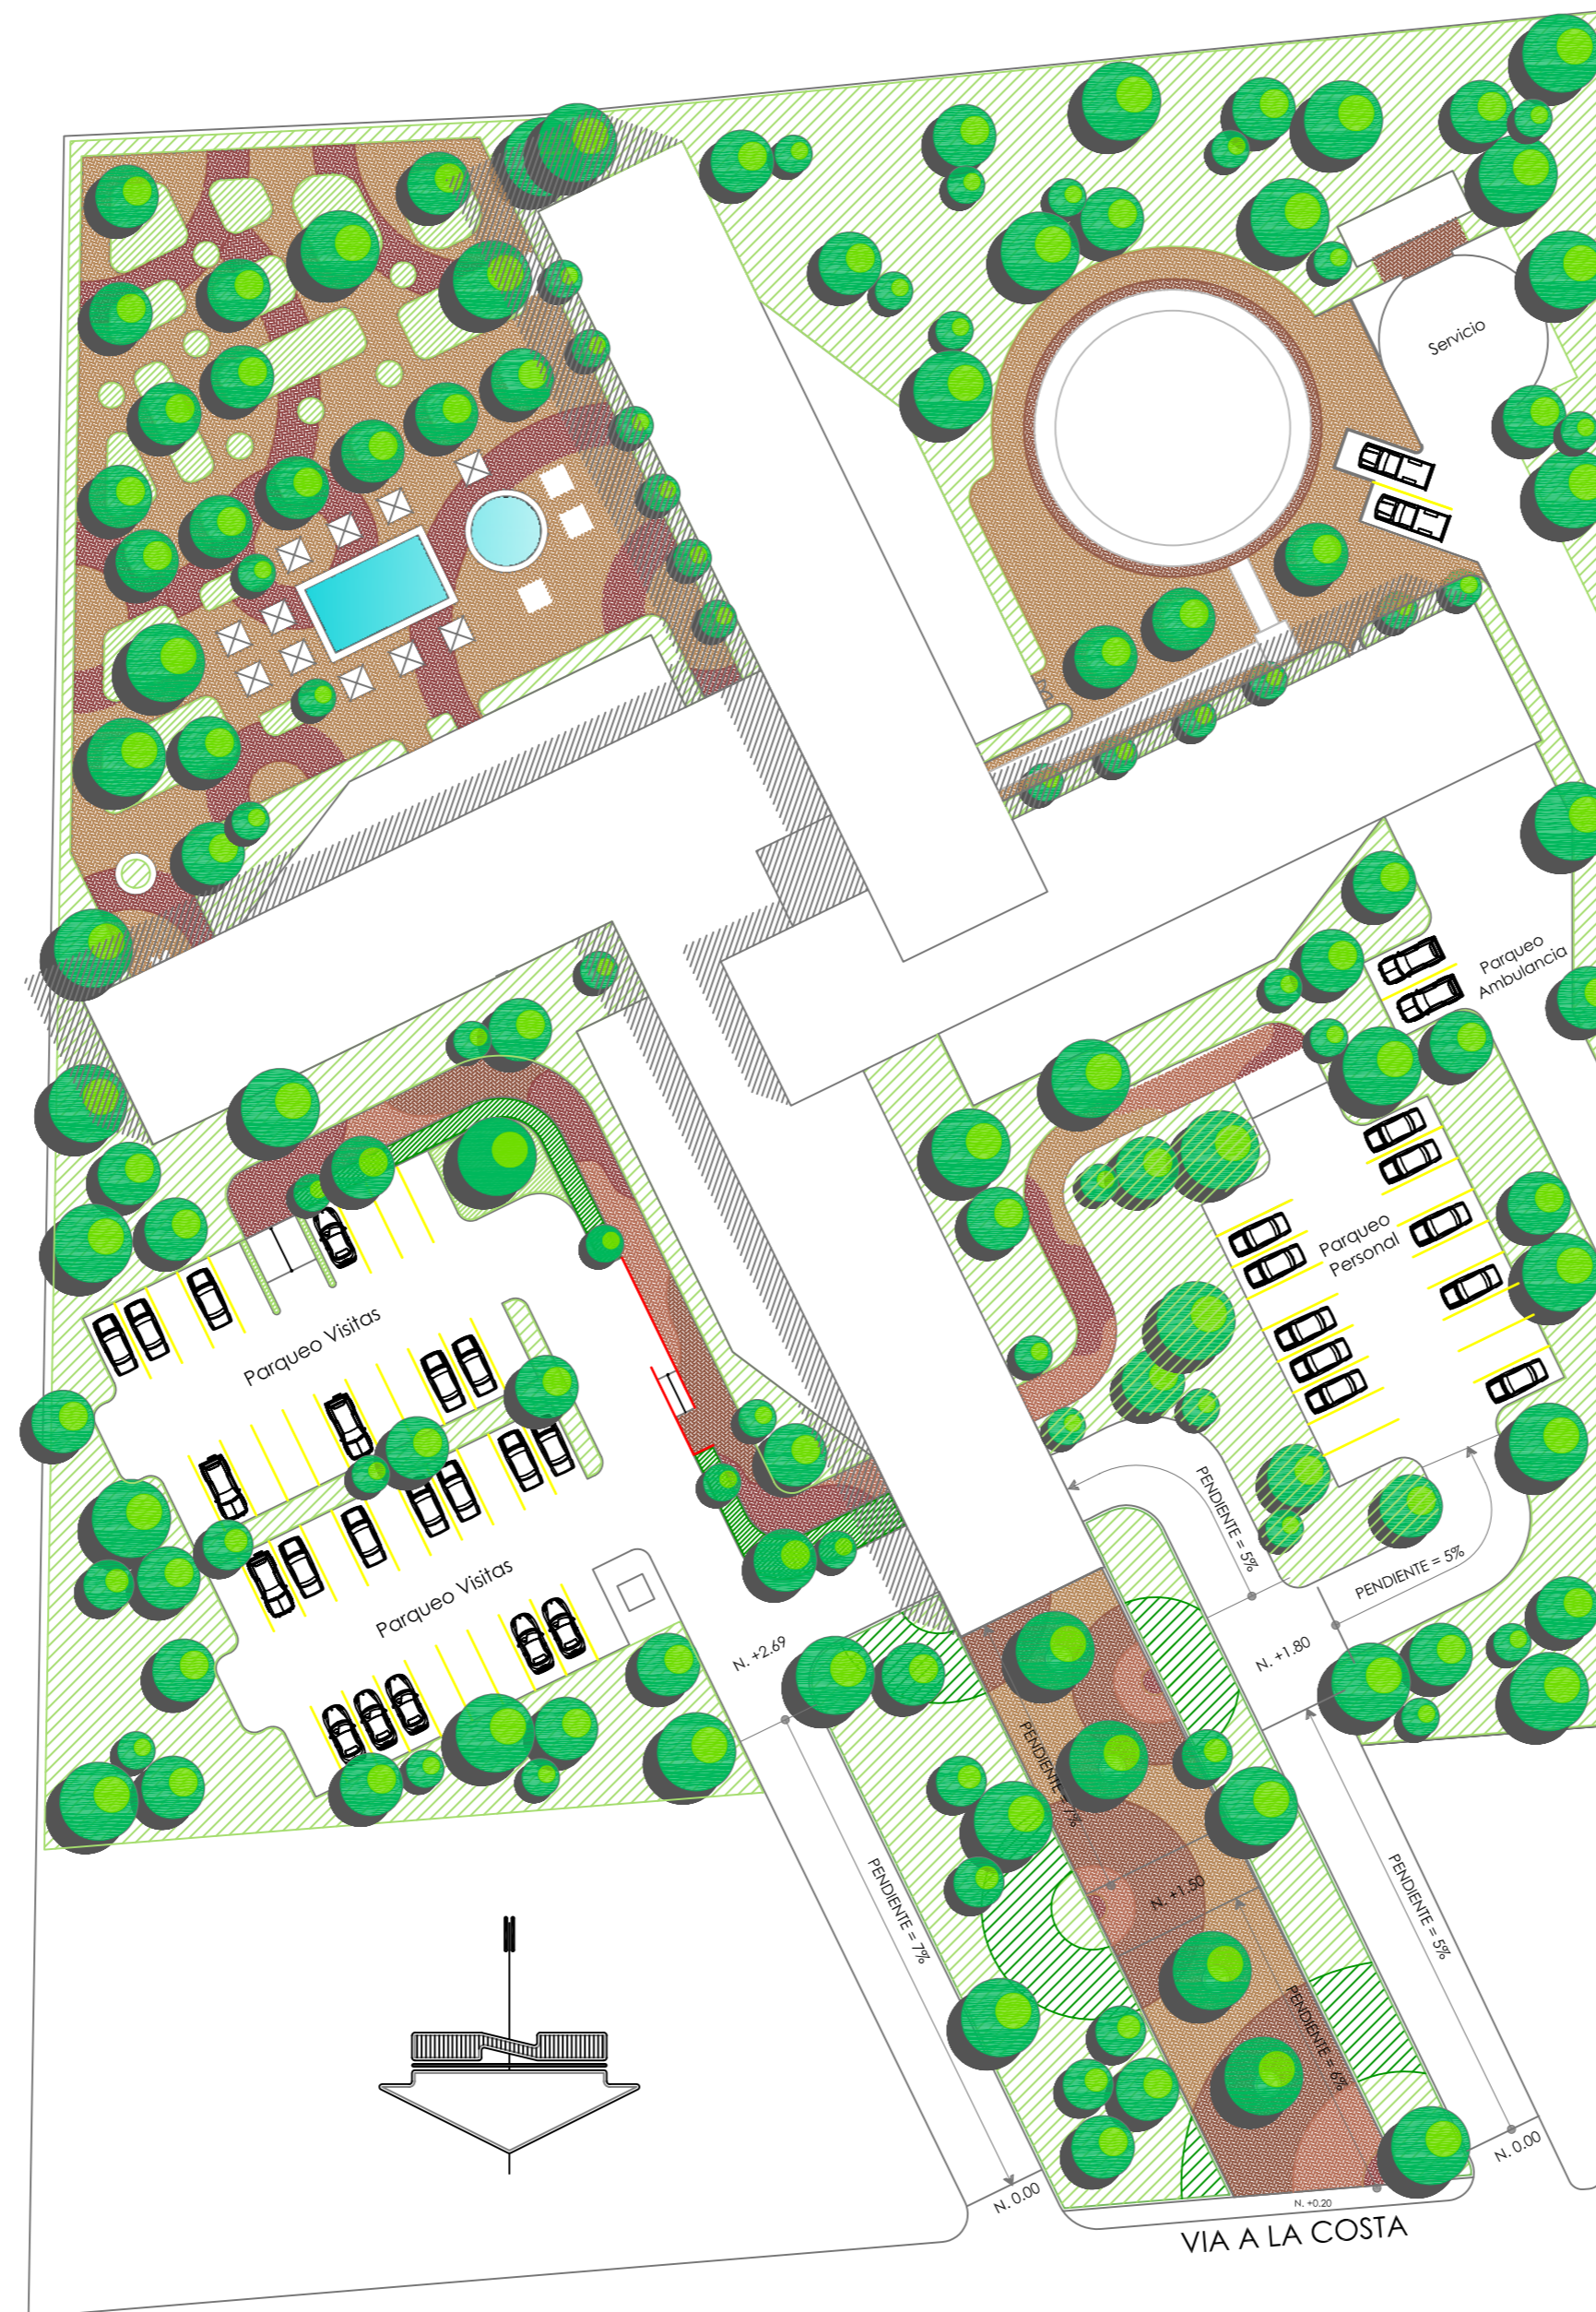 Servicio
Parqueo
Ambulancia
Parqueo
Personal
Parqueo Visitas
Parqueo Visitas
PENDIENTE = 5%
PENDIENTE = 5%
N. +2.69
N. +1.80
PENDIENTE = 7%
PENDIENTE = 7%
N. +1.50
PENDIENTE = 5%
PENDIENTE = 6%
N. 0.00
N. 0.00
N. +0.20
VIA A LA COSTA